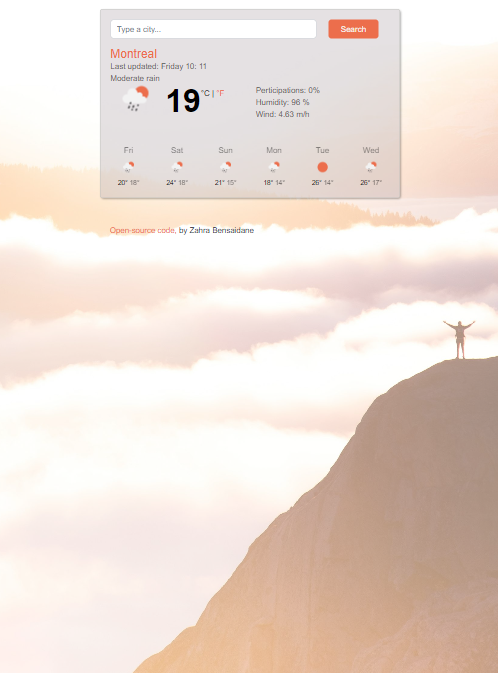 Type a city...
Search
Montreal
Last updated: Friday 10: 11
Moderate rain
19 °C | °F
Perticipations: 0%
Humidity: 96 %
Wind: 4.63 m/h
Fri Sat Sun Mon Tue Wed
20° 18° 24° 18° 21° 15° 18° 14° 26° 14° 26° 17°
Open-source code, by Zahra Bensaidane